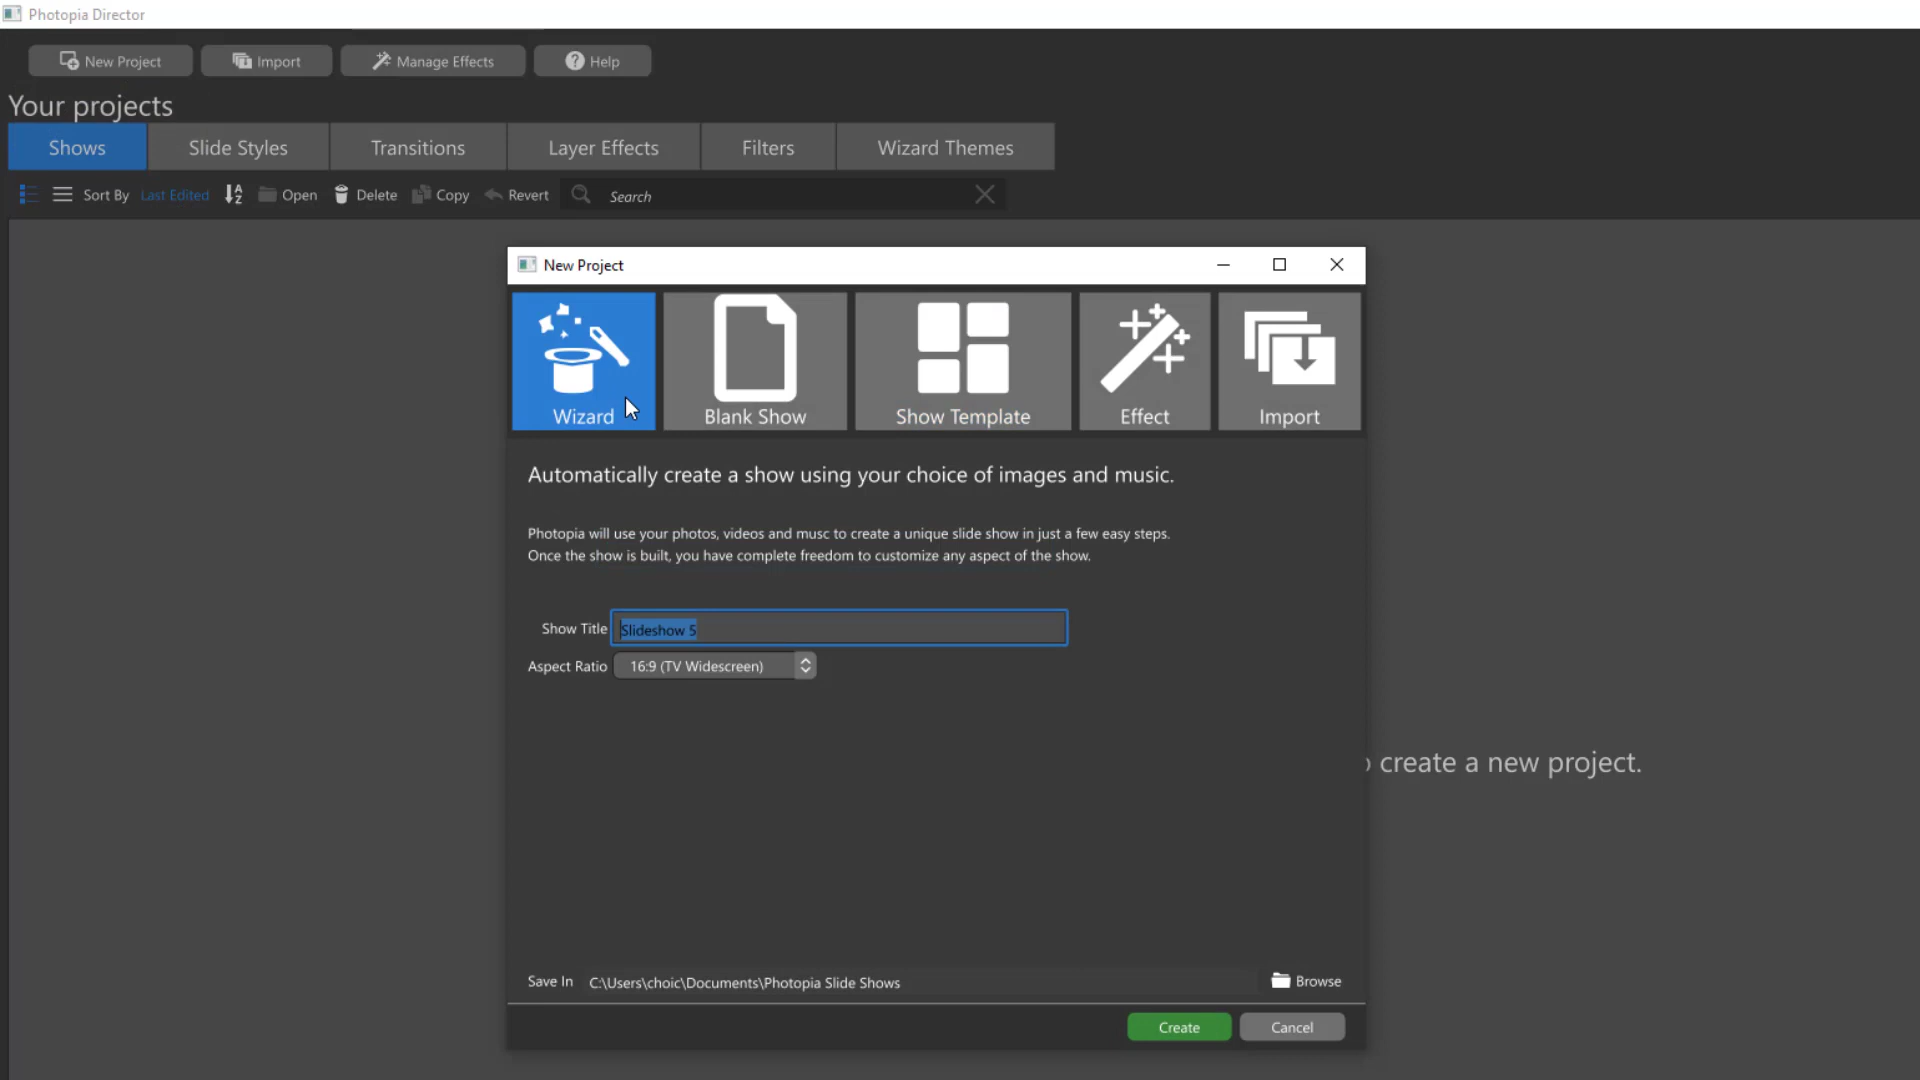 Photopia Director
New Project Import Manage Effects Help
Your projects
Shows Slide Styles Transitions Layer Effects Filters Wizard Themes
Sort By Last Edited Open Delete Copy Revert Search
New Project
Wizard Blank Show Show Template Effect Import
Automatically create a show using your choice of images and music.
Photopia will use your photos, videos and musc to create a unique slide show in just a few easy steps.
Once the show is built, you have complete freedom to customize any aspect of the show.
Show Title Slideshow 5
Aspect Ratio 16:9 (TV Widescreen)
create a new project.
Save In C:\Users\choic\Documents\Photopia Slide Shows Browse
Create Cancel